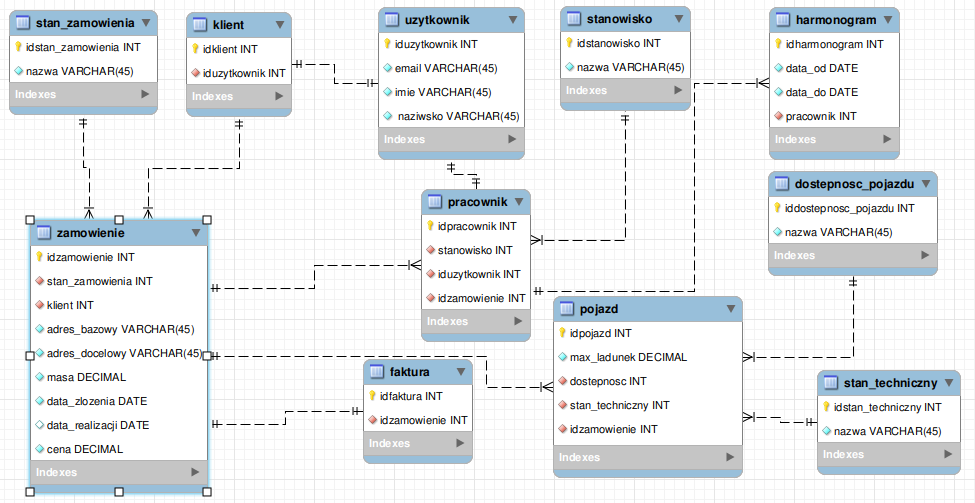 stan_zamowienia
idstan_zamowienia INT
nazwa VARCHAR(45)
Indexes
klient
idklient INT
iduzytkownik INT
Indexes
uzytkownik
iduzytkownik INT
email VARCHAR(45)
imie VARCHAR(45)
naziwsko VARCHAR(45)
Indexes
stanowisko
idstanowisko INT
nazwa VARCHAR(45)
Indexes
harmonogram
idharmonogram INT
data_od DATE
data_do DATE
pracownik INT
Indexes
dostepnosc_pojazdu
iddostepnosc_pojazdu INT
nazwa VARCHAR(45)
Indexes
zamowienie
idzamowienie INT
stan_zamowienia INT
klient INT
adres_bazowy VARCHAR(45)
adres_docelowy VARCHAR(45)
masa DECIMAL
data_zlozenia DATE
data_realizacji DATE
cena DECIMAL
Indexes
pracownik
idpracownik INT
stanowisko INT
iduzytkownik INT
idzamowienie INT
Indexes
faktura
idfaktura INT
idzamowienie INT
Indexes
pojazd
idpojazd INT
max_ladunek DECIMAL
dostepnosc INT
stan_techniczny INT
idzamowienie INT
Indexes
stan_techniczny
idstan_techniczny INT
nazwa VARCHAR(45)
Indexes